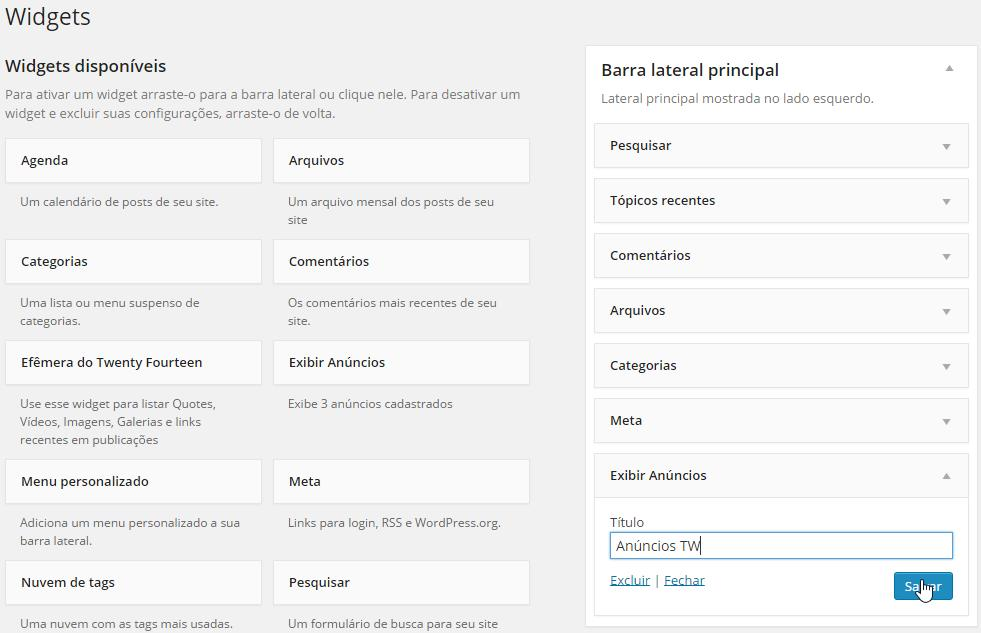 Widgets
Widgets disponíveis
Para ativar um widget arraste-o para a barra lateral ou clique nele. Para desativar um
widget e excluir suas configurações, arraste-o de volta.
Agenda
Um calendário de posts de seu site.
Arquivos
Um arquivo mensal dos posts de seu
site
Categorias
Uma lista ou menu suspenso de
categorias.
Comentários
Os comentários mais recentes de seu
site.
Efêmera do Twenty Fourteen
Use esse widget para listar Quotes,
Vídeos, Imagens, Galerias e links
recentes em publicações
Exibir Anúncios
Exibe 3 anúncios cadastrados
Menu personalizado
Adiciona um menu personalizado a sua
barra lateral.
Meta
Links para login, RSS e WordPress.org.
Nuvem de tags
Uma nuvem com as tags mais usadas.
Pesquisar
Um formulário de busca para seu site
Barra lateral principal
Lateral principal mostrada no lado esquerdo.
Pesquisar
Tópicos recentes
Comentários
Arquivos
Categorias
Meta
Exibir Anúncios
Título
Anúncios TW
Excluir | Fechar
Salvar